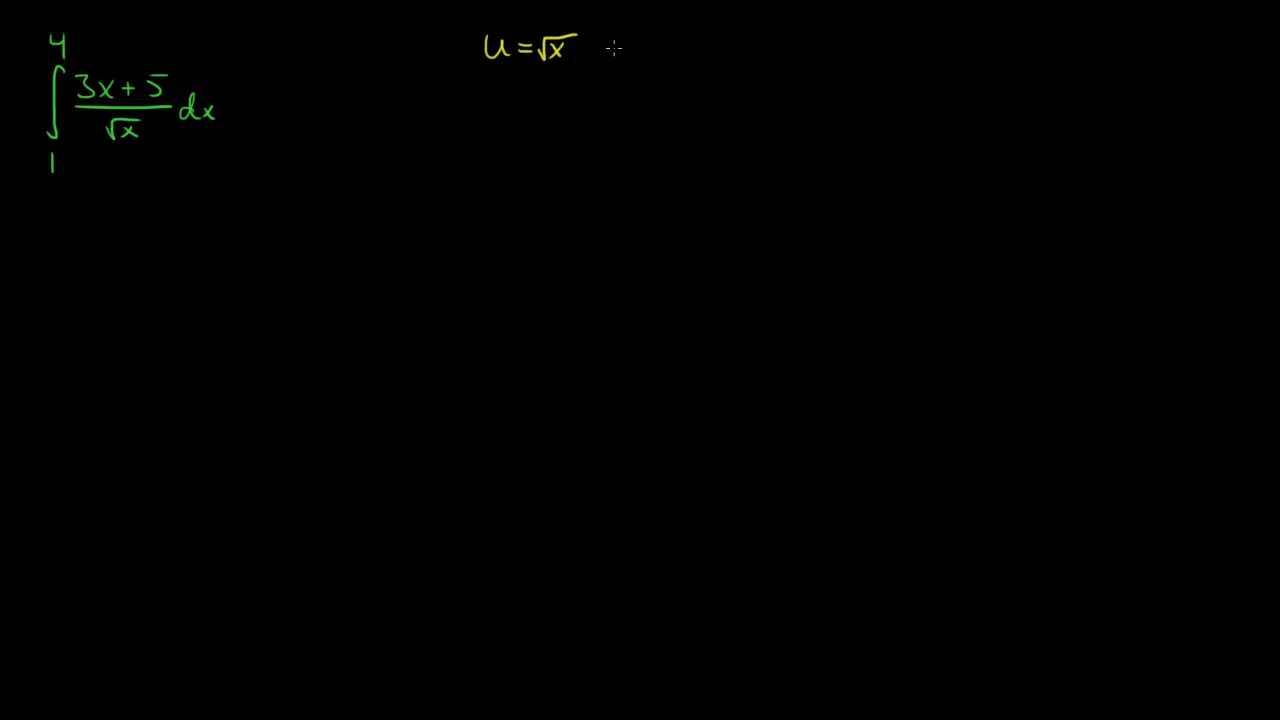 4
∫ (3x + 5)/√x dx
1
u = √x